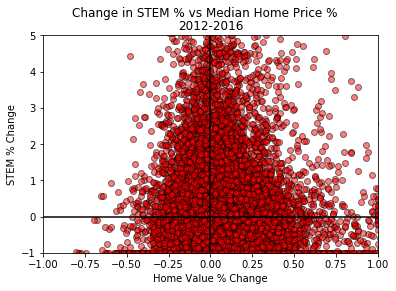 Change in STEM % vs Median Home Price %
2012-2016
5
4
3
2
1
0
−1
STEM % Change
−1.00 −0.75 −0.50 −0.25 0.00 0.25 0.50 0.75 1.00
Home Value % Change